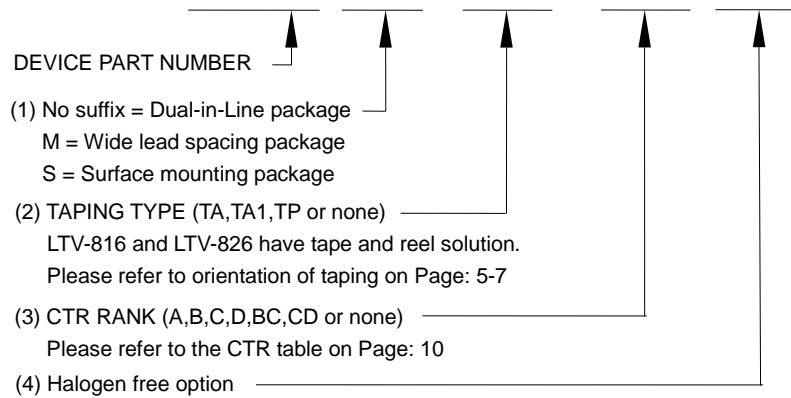 DEVICE PART NUMBER
(1) No suffix = Dual-in-Line package
M = Wide lead spacing package
S = Surface mounting package
(2) TAPING TYPE (TA,TA1,TP or none)
LTV-816 and LTV-826 have tape and reel solution.
Please refer to orientation of taping on Page: 5-7
(3) CTR RANK (A,B,C,D,BC,CD or none)
Please refer to the CTR table on Page: 10
(4) Halogen free option